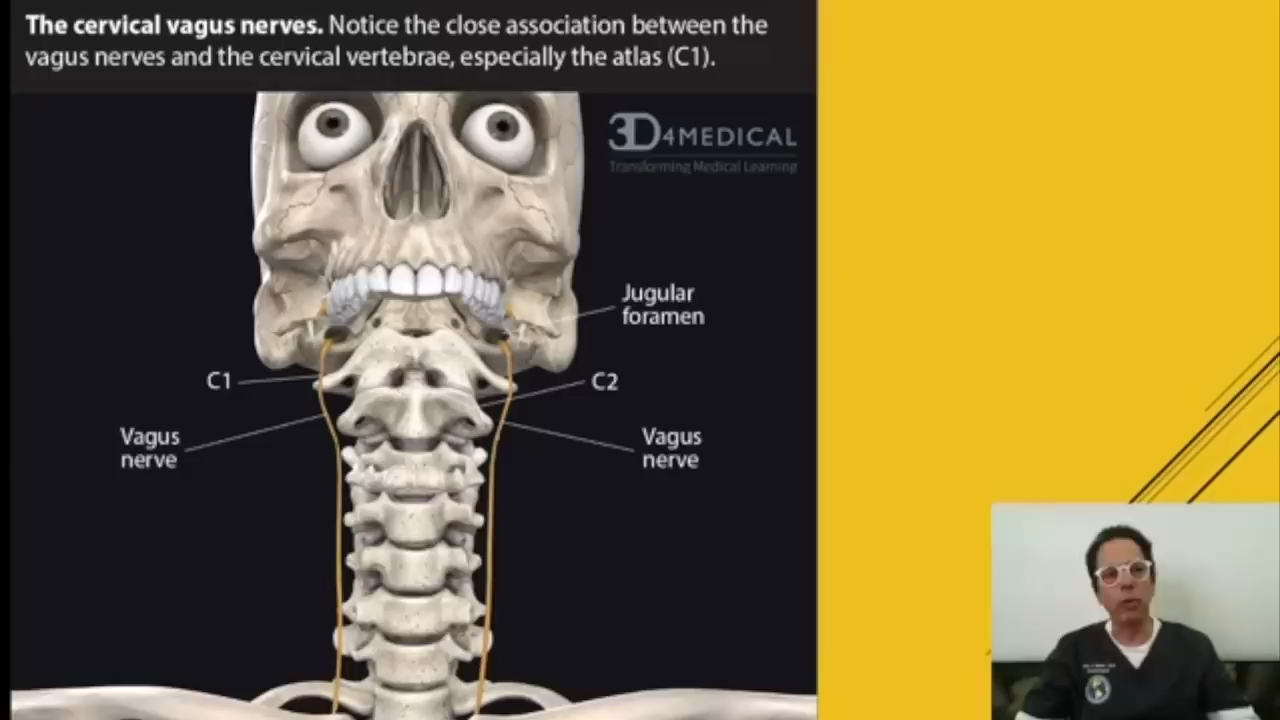 The cervical vagus nerves. Notice the close association between the
vagus nerves and the cervical vertebrae, especially the atlas (C1).
3D4MEDICAL
Transforming Medical Learning
Jugular
foramen
C1
C2
Vagus
nerve
Vagus
nerve